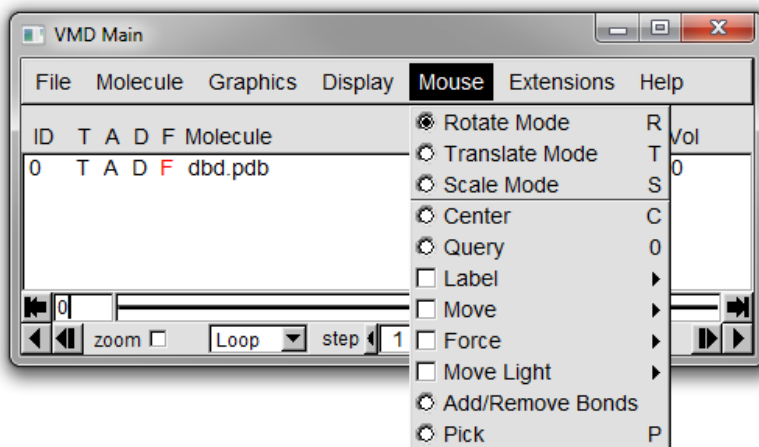 VMD Main
File Molecule Graphics Display Mouse Extensions Help
ID T A D F Molecule Vol
0 T A D F dbd.pdb 0
Rotate Mode R
Translate Mode T
Scale Mode S
Center C
Query 0
Label
Move
Force
Move Light
Add/Remove Bonds
Pick P
0
zoom Loop step 1